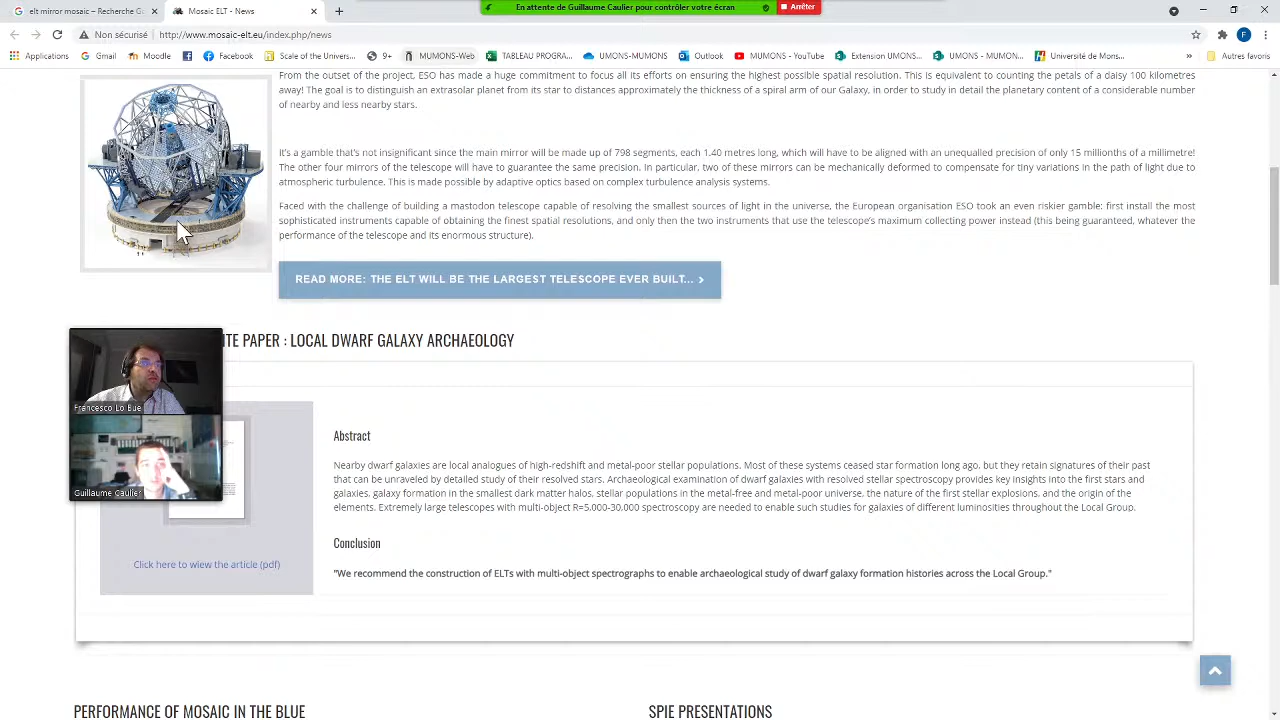 elt mirror mosaic – Recherche G
Mosaic ELT - News
En attente de Guillaume Caulier pour contrôler votre écran
Arrêter
Non sécurisé
http://www.mosaic-elt.eu/index.php/news
F
Applications
Gmail
Moodle
Facebook
Scale of the Univers...
9+
MUMONS-Web
TABLEAU PROGRA...
UMONS-MUMONS
Outlook
MUMONS - YouTube
Extension UMONS...
UMONS - UMONS...
Université de Mons...
»
Autres favoris
From the outset of the project, ESO has made a huge commitment to focus all its efforts on ensuring the highest possible spatial resolution. This is equivalent to counting the petals of a daisy 100 kilometres
away! The goal is to distinguish an extrasolar planet from its star to distances approximately the thickness of a spiral arm of our Galaxy, in order to study in detail the planetary content of a considerable number
of nearby and less nearby stars.
It's a gamble that's not insignificant since the main mirror will be made up of 798 segments, each 1.40 metres long, which will have to be aligned with an unequalled precision of only 15 millionths of a millimetre!
The other four mirrors of the telescope will have to guarantee the same precision. In particular, two of these mirrors can be mechanically deformed to compensate for tiny variations in the path of light due to
atmospheric turbulence. This is made possible by adaptive optics based on complex turbulence analysis systems.
Faced with the challenge of building a mastodon telescope capable of resolving the smallest sources of light in the universe, the European organisation ESO took an even riskier gamble: first install the most
sophisticated instruments capable of obtaining the finest spatial resolutions, and only then the two instruments that use the telescope's maximum collecting power instead (this being guaranteed, whatever the
performance of the telescope and its enormous structure).
READ MORE: THE ELT WILL BE THE LARGEST TELESCOPE EVER BUILT... >
ITE PAPER : LOCAL DWARF GALAXY ARCHAEOLOGY
Francesco Lo Bue
Guillaume Caulier
Abstract
Nearby dwarf galaxies are local analogues of high-redshift and metal-poor stellar populations. Most of these systems ceased star formation long ago, but they retain signatures of their past
that can be unraveled by detailed study of their resolved stars. Archaeological examination of dwarf galaxies with resolved stellar spectroscopy provides key insights into the first stars and
galaxies, galaxy formation in the smallest dark matter halos, stellar populations in the metal-free and metal-poor universe, the nature of the first stellar explosions, and the origin of the
elements. Extremely large telescopes with multi-object R=5,000-30,000 spectroscopy are needed to enable such studies for galaxies of different luminosities throughout the Local Group.
Click here to wiew the article (pdf)
Conclusion
"We recommend the construction of ELTs with multi-object spectrographs to enable archaeological study of dwarf galaxy formation histories across the Local Group."
PERFORMANCE OF MOSAIC IN THE BLUE
SPIE PRESENTATIONS